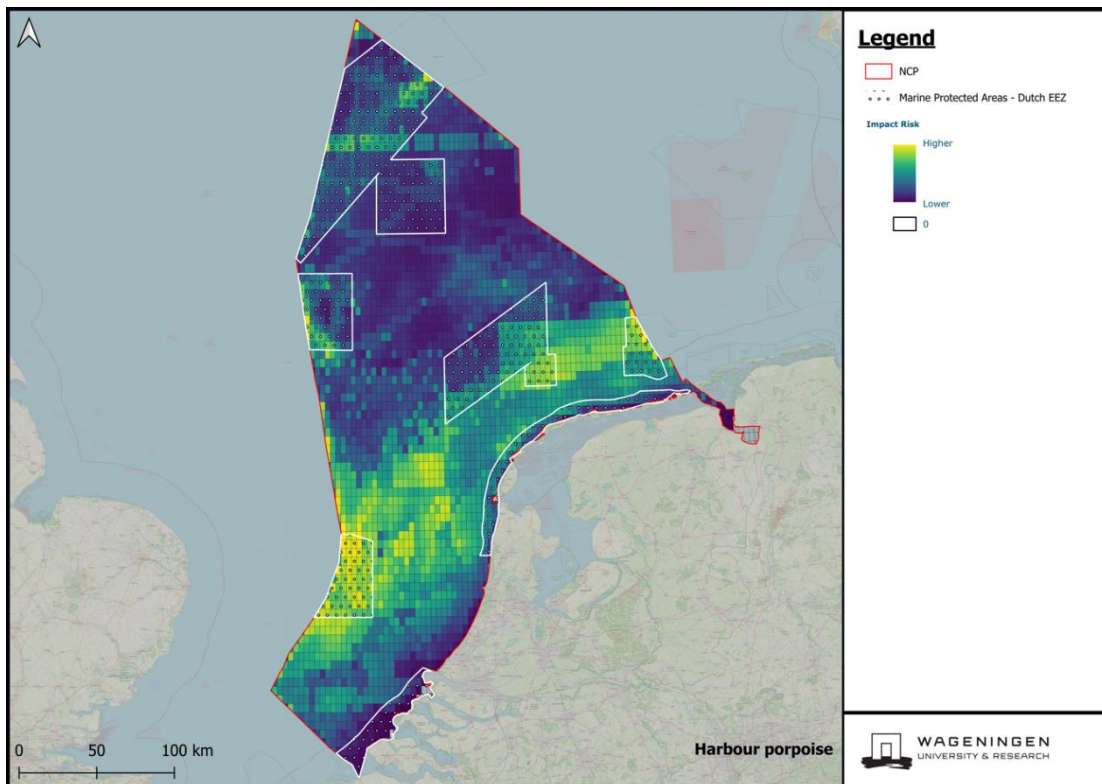 Legend
NCP
Marine Protected Areas - Dutch EEZ
Impact Risk
Higher
Lower
0
0 50 100 km
Harbour porpoise
WAGENINGEN
UNIVERSITY & RESEARCH